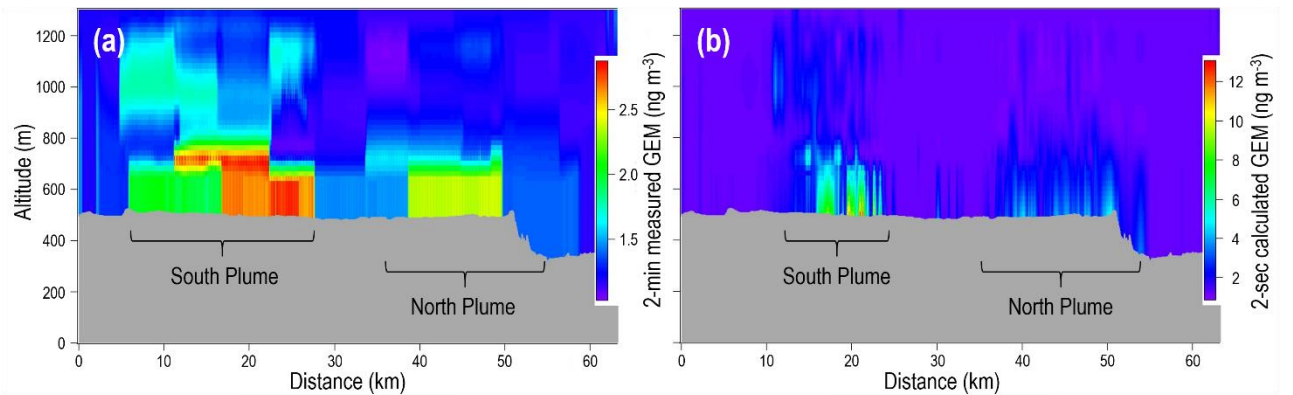 (a)
1200
1000
800
600
400
200
0
Altitude (m)
South Plume
North Plume
0 10 20 30 40 50 60
Distance (km)
2.5
2.0
1.5
2-min measured GEM (ng m-3)
(b)
South Plume
North Plume
0 10 20 30 40 50 60
Distance (km)
12
10
8
6
4
2
2-sec calculated GEM (ng m-3)